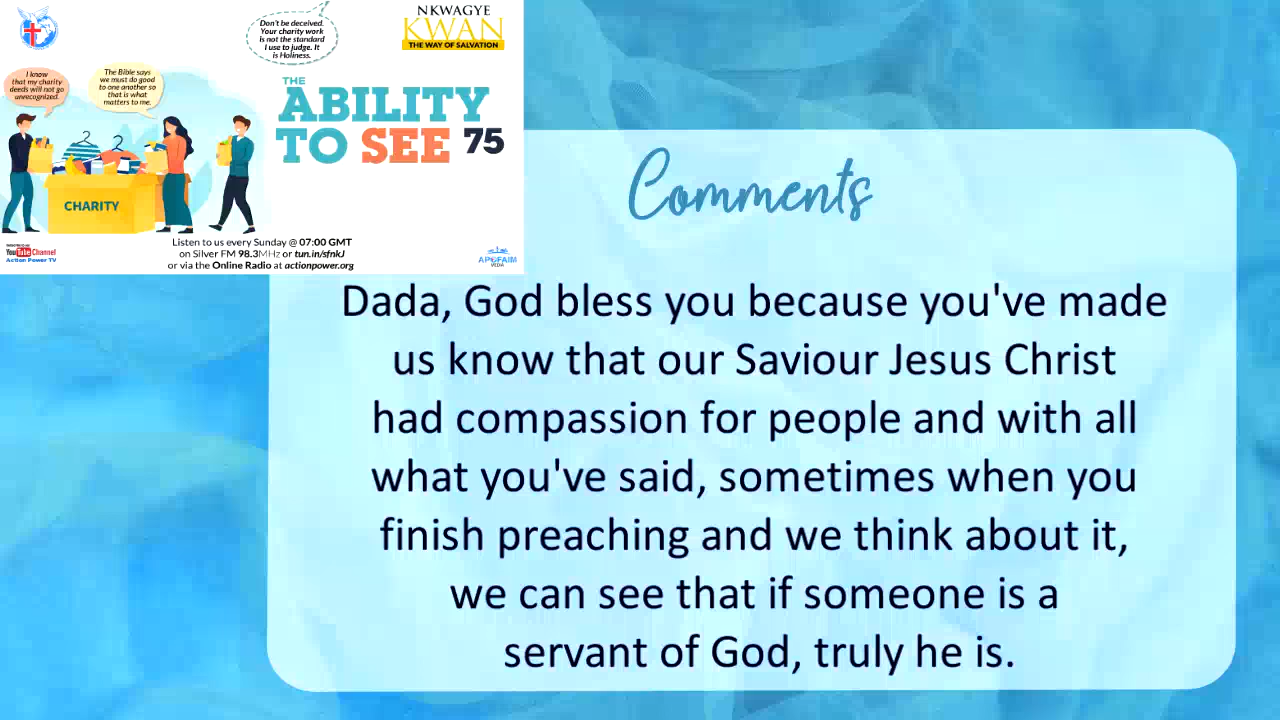 Don't be deceived.
Your charity work
is not the standard
I use to judge. It
is Holiness.
NKWAGYE
KWAN
THE WAY OF SALVATION
I know
that my charity
deeds will not go
unrecognized.
The Bible says
we must do good
to one another so
that is what
matters to me.
THE
ABILITY
TO SEE 75
CHARITY
YouTube Channel
Action Power TV
Listen to us every Sunday @ 07:00 GMT
on Silver FM 98.3MHz or tun.in/sfnkJ
or via the Online Radio at actionpower.org
APOFAIM
MEDIA
Comments
Dada, God bless you because you've made
us know that our Saviour Jesus Christ
had compassion for people and with all
what you've said, sometimes when you
finish preaching and we think about it,
we can see that if someone is a
servant of God, truly he is.